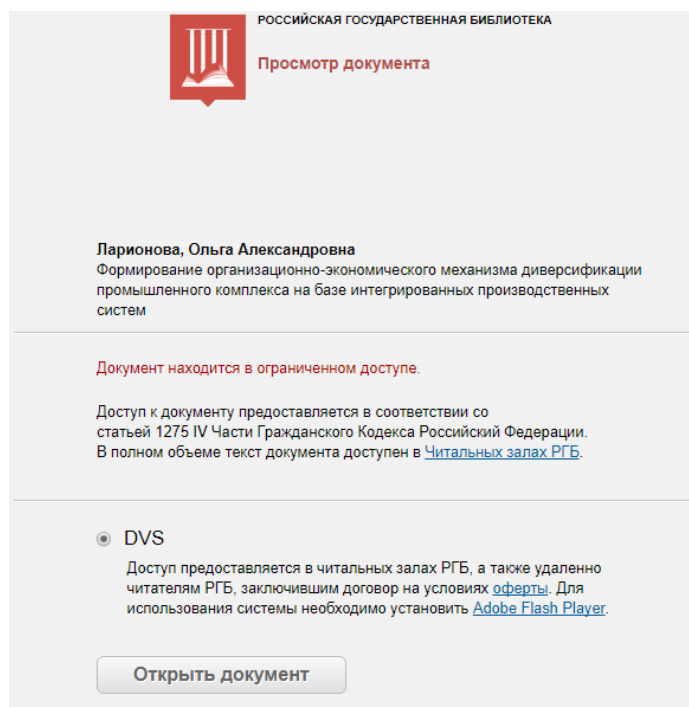 РОССИЙСКАЯ ГОСУДАРСТВЕННАЯ БИБЛИОТЕКА
Просмотр документа
Ларионова, Ольга Александровна
Формирование организационно-экономического механизма диверсификации
промышленного комплекса на базе интегрированных производственных
систем
Документ находится в ограниченном доступе.
Доступ к документу предоставляется в соответствии со
статьей 1275 IV Части Гражданского Кодекса Российский Федерации.
В полном объеме текст документа доступен в Читальных залах РГБ.
DVS
Доступ предоставляется в читальных залах РГБ, а также удаленно
читателям РГБ, заключившим договор на условиях оферты. Для
использования системы необходимо установить Adobe Flash Player.
Открыть документ